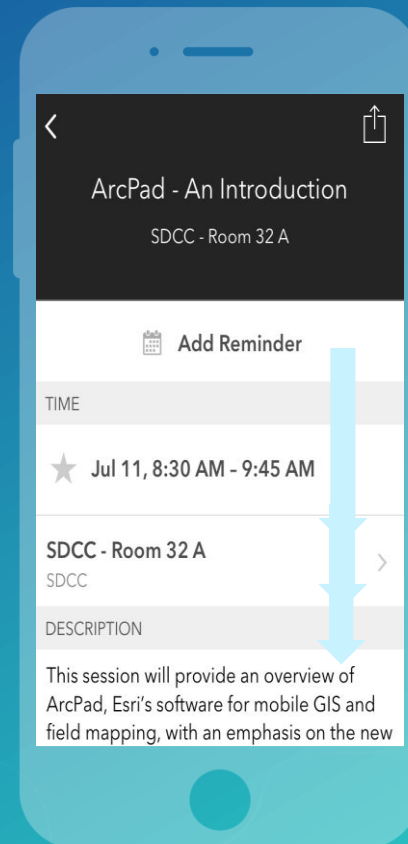 ArcPad - An Introduction
SDCC - Room 32 A
Add Reminder
TIME
Jul 11, 8:30 AM – 9:45 AM
SDCC - Room 32 A
SDCC
DESCRIPTION
This session will provide an overview of
ArcPad, Esri's software for mobile GIS and
field mapping, with an emphasis on the new